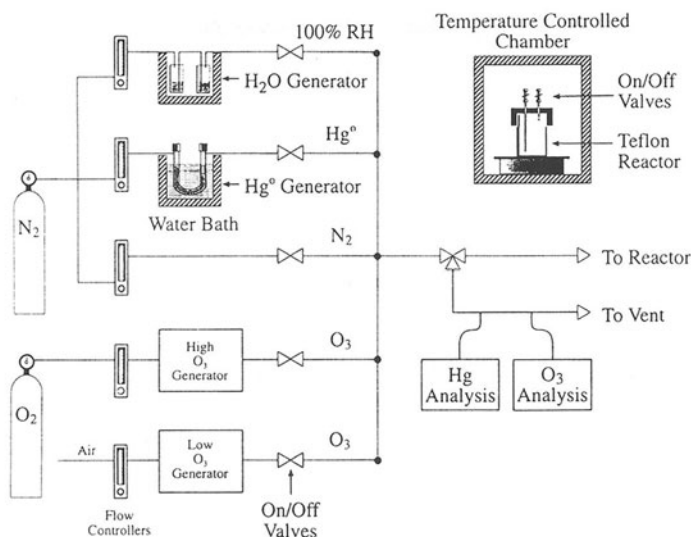 100% RH
H₂O Generator
Hgº
Hgº Generator
Water Bath
N₂
N₂
O₃
High
O₃
Generator
O₂
O₃
Air
Low
O₃
Generator
Flow
Controllers
On/Off
Valves
Temperature Controlled
Chamber
On/Off
Valves
Teflon
Reactor
To Reactor
To Vent
Hg
Analysis
O₃
Analysis